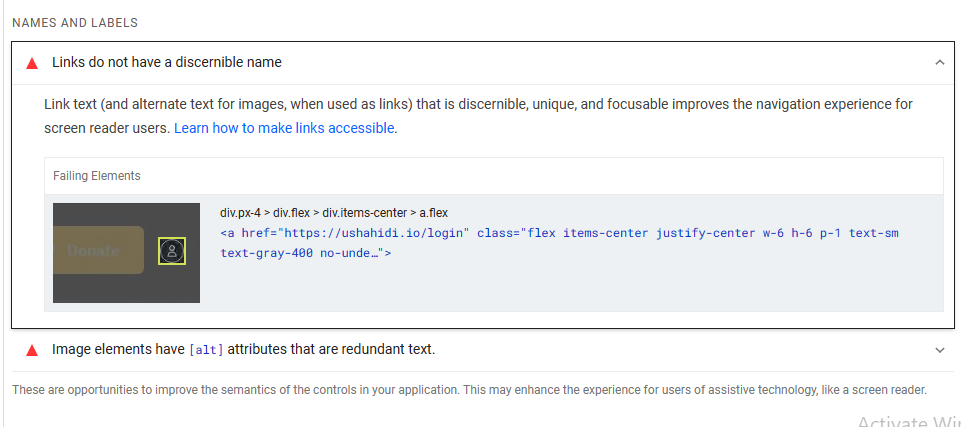 NAMES AND LABELS
Links do not have a discernible name
Link text (and alternate text for images, when used as links) that is discernible, unique, and focusable improves the navigation experience for
screen reader users. Learn how to make links accessible.
Failing Elements
Donate
div.px-4 > div.flex > div.items-center > a.flex
<a href="https://ushahidi.io/login" class="flex items-center justify-center w-6 h-6 p-1 text-sm
text-gray-400 no-unde…">
Image elements have [alt] attributes that are redundant text.
These are opportunities to improve the semantics of the controls in your application. This may enhance the experience for users of assistive technology, like a screen reader.
Activate Win